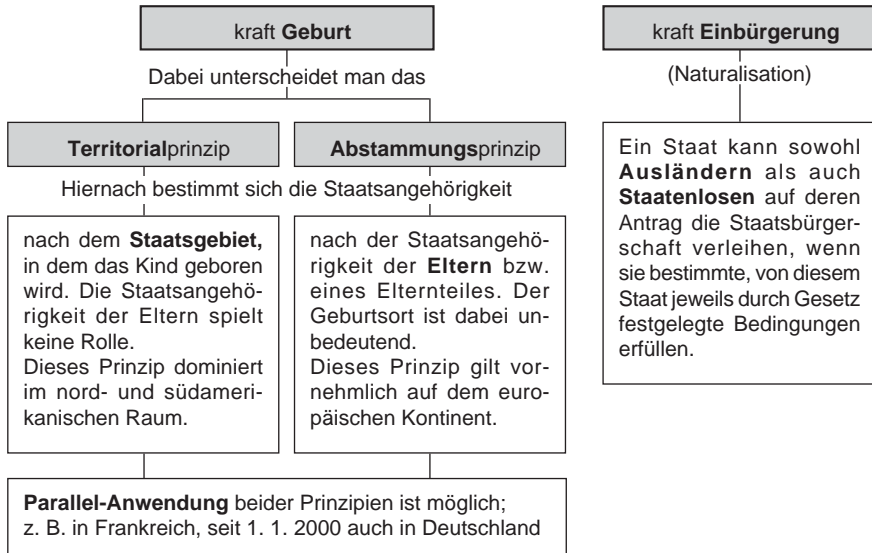 kraft Geburt
Dabei unterscheidet man das
Territorialprinzip
Abstammungsprinzip
Hiernach bestimmt sich die Staatsangehörigkeit
nach dem Staatsgebiet,
in dem das Kind geboren
wird. Die Staatsangehö-
rigkeit der Eltern spielt
keine Rolle.
Dieses Prinzip dominiert
im nord- und südameri-
kanischen Raum.
nach der Staatsangehö-
rigkeit der Eltern bzw.
eines Elternteiles. Der
Geburtsort ist dabei un-
bedeutend.
Dieses Prinzip gilt vor-
nehmlich auf dem euro-
päischen Kontinent.
Parallel-Anwendung beider Prinzipien ist möglich;
z. B. in Frankreich, seit 1. 1. 2000 auch in Deutschland
kraft Einbürgerung
(Naturalisation)
Ein Staat kann sowohl
Ausländern als auch
Staatenlosen auf deren
Antrag die Staatsbürger-
schaft verleihen, wenn
sie bestimmte, von diesem
Staat jeweils durch Gesetz
festgelegte Bedingungen
erfüllen.